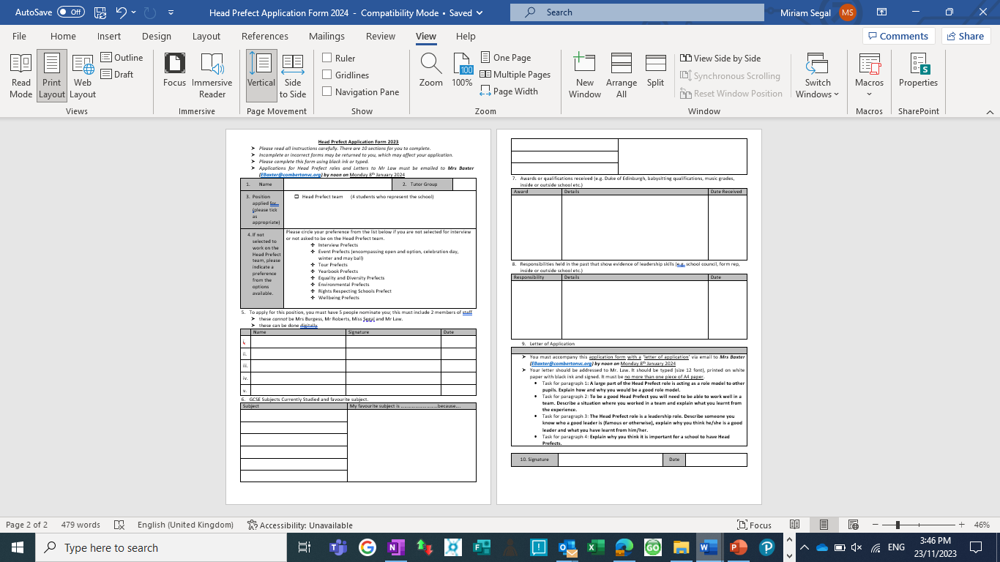 AutoSave Off Head Prefect Application Form 2024 - Compatibility Mode • Saved Search Miriam Segal MS
File Home Insert Design Layout References Mailings Review View Help Comments Share
Read Mode
Print Layout
Web Layout
Outline
Draft
Focus
Immersive Reader
Vertical
Side to Side
Ruler
Gridlines
Navigation Pane
Zoom
100
100%
One Page
Multiple Pages
Page Width
New Window
Arrange All
Split
View Side by Side
Synchronous Scrolling
Reset Window Position
Switch Windows
Macros
Properties
Views Immersive Page Movement Show Zoom Window Macros SharePoint
Head Prefect Application Form 2023
Please read all instructions carefully. There are 10 sections for you to complete.
Incomplete or incorrect forms may be returned to you, which may affect your application.
Please complete this form using black ink or typed.
Applications for Head Prefect roles and Letters to Mr Law must be emailed to Mrs Baxter
(EBaxter@combertonvc.org) by noon on Monday 8th January 2024
1. Name 2. Tutor Group
3. Position
applied for
(please tick
as
appropriate)
Head Prefect team (4 students who represent the school)
4. If not
selected to
work on the
Head Prefect
team, please
indicate a
preference
from the
options
available.
Please circle your preference from the list below if you are not selected for interview
or not asked to be on the Head Prefect team.
Interview Prefects
Event Prefects (encompassing open and option, celebration day,
winter and may ball)
Tour Prefects
Yearbook Prefects
Equality and Diversity Prefects
Environmental Prefects
Rights Respecting Schools Prefect
Wellbeing Prefects
5. To apply for this position, you must have 5 people nominate you; this must include 2 members of staff
these cannot be Mrs Burgess, Mr Roberts, Miss Segal and Mr Law.
these can be done digitally
Name Signature Date
i.
ii.
iii.
iv.
v.
6. GCSE Subjects Currently Studied and favourite subject.
Subject My favourite subject is ..............................because....
7. Awards or qualifications received (e.g. Duke of Edinburgh, babysitting qualifications, music grades,
inside or outside school etc.)
Award Details Date Received
8. Responsibilities held in the past that show evidence of leadership skills (e.g. school council, form rep,
inside or outside school etc.)
Responsibility Details Date
9. Letter of Application
You must accompany this application form with a 'letter of application' via email to Mrs Baxter
(EBaxter@combertonvc.org) by noon on Monday 8th January 2024
Your letter should be addressed to Mr. Law. It should be typed (size 12 font), printed on white
paper with black ink and signed. It must be no more than one piece of A4 paper.
Task for paragraph 1: A large part of the Head Prefect role is acting as a role model to other
pupils. Explain how and why you would be a good role model.
Task for paragraph 2: To be a good Head Prefect you will need to be able to work well in a
team. Describe a situation where you worked in a team and explain what you learnt from
the experience.
Task for paragraph 3: The Head Prefect role is a leadership role. Describe someone you
know who a good leader is (famous or otherwise), explain why you think he/she is a good
leader and what you have learnt from him/her.
Task for paragraph 4: Explain why you think it is important for a school to have Head
Prefects.
10. Signature Date
Page 2 of 2 479 words English (United Kingdom) Accessibility: Unavailable Focus 46%
Type here to search ENG 3:46 PM
23/11/2023